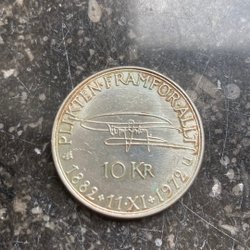 PLIKTEN·FRAMFÖR·ALLT
10 KR
1882·11·XI·1972
U